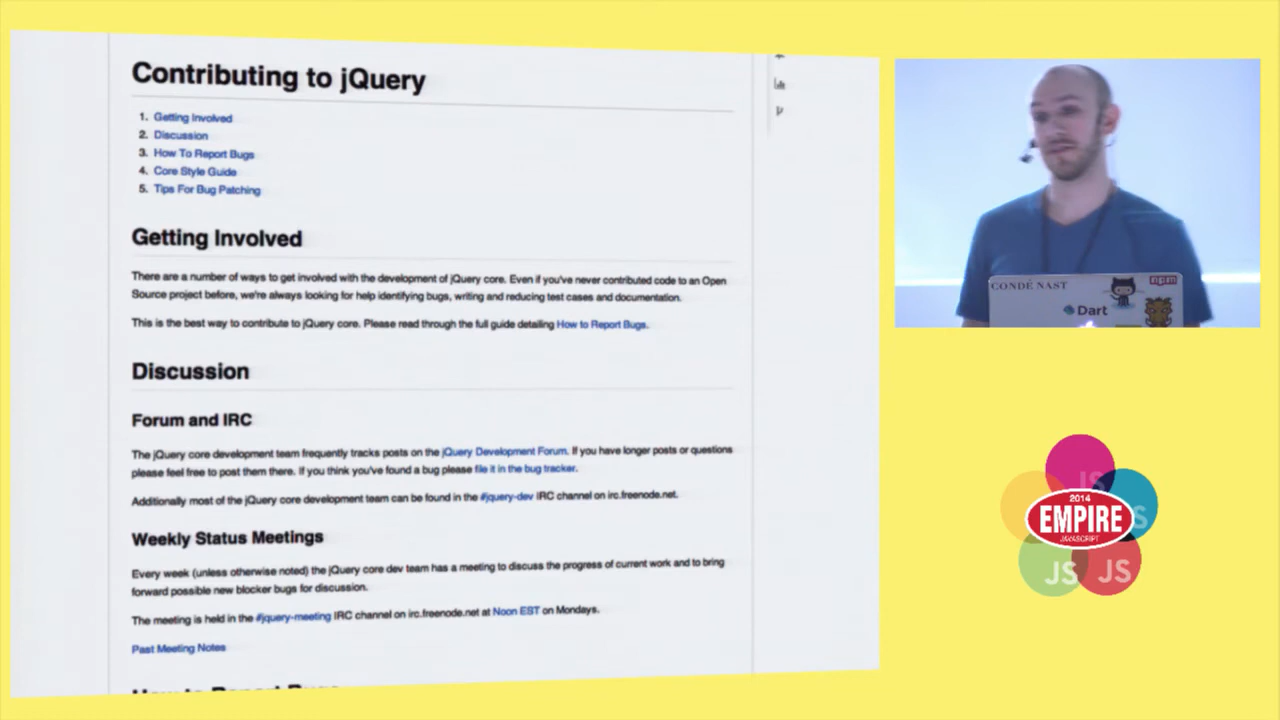 Contributing to jQuery
1. Getting Involved
2. Discussion
3. How To Report Bugs
4. Core Style Guide
5. Tips For Bug Patching
Getting Involved
There are a number of ways to get involved with the development of jQuery core. Even if you've never contributed code to an Open
Source project before, we're always looking for help identifying bugs, writing and reducing test cases and documentation.
This is the best way to contribute to jQuery core. Please read through the full guide detailing How to Report Bugs.
Discussion
Forum and IRC
The jQuery core development team frequently tracks posts on the jQuery Development Forum. If you have longer posts or questions
please feel free to post them there. If you think you've found a bug please file it in the bug tracker.
Additionally most of the jQuery core development team can be found in the #jquery-dev IRC channel on irc.freenode.net.
Weekly Status Meetings
Every week (unless otherwise noted) the jQuery core dev team has a meeting to discuss the progress of current work and to bring
forward possible new blocker bugs for discussion.
The meeting is held in the #jquery-meeting IRC channel on irc.freenode.net at Noon EST on Mondays.
Past Meeting Notes
How to Report Bugs
CONDÉ NAST
npm
Dart
JS
2014
EMPIRE
JS
JAVASCRIPT
JS
JS